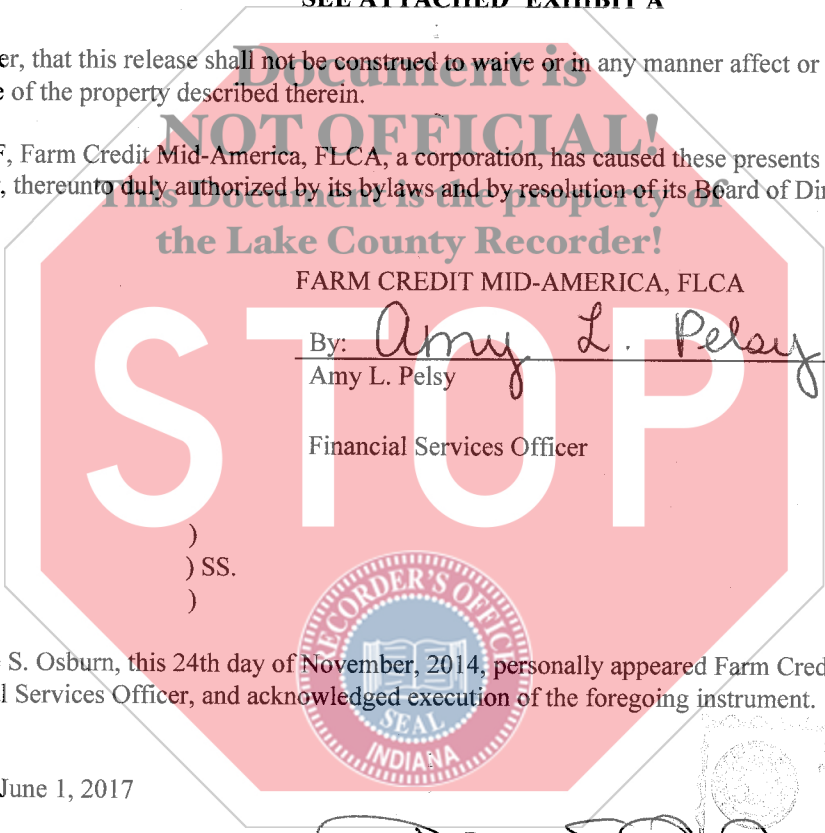 SEE ATTACHED EXHIBIT A
er, that this release shall not be construed to waive or in any manner affect or
e of the property described therein.
F, Farm Credit Mid-America, FLCA, a corporation, has caused these presents
, thereunto duly authorized by its bylaws and by resolution of its Board of Dir
Document is
NOT OFFICIAL!
This Document is the property of
the Lake County Recorder!
FARM CREDIT MID-AMERICA, FLCA
By: Amy L. Pelsy
Amy L. Pelsy
Financial Services Officer
STOP
)
) SS.
)
S. Osburn, this 24th day of November, 2014, personally appeared Farm Cred
l Services Officer, and acknowledged execution of the foregoing instrument.
RECORDER'S OFFICE
SEAL
INDIANA
June 1, 2017